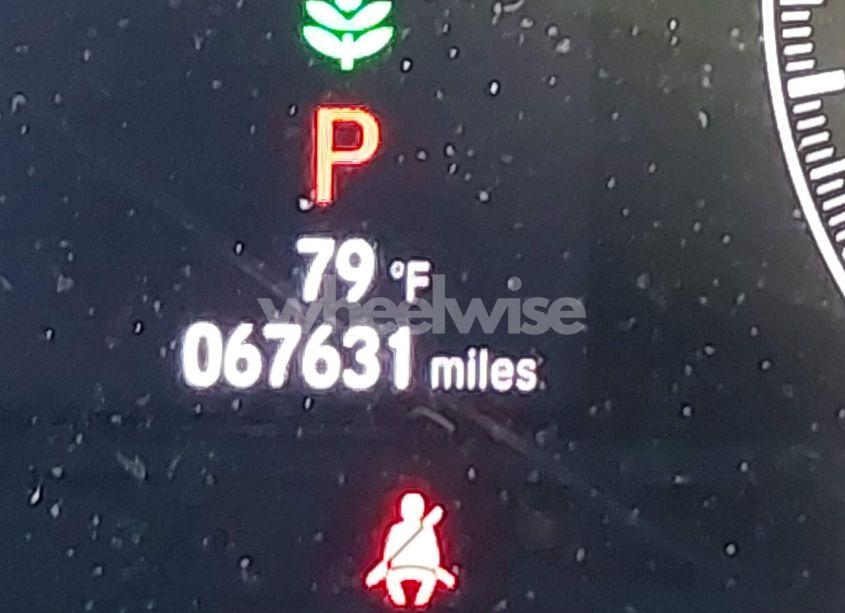 P
79 °F
wheelwise
067631 miles